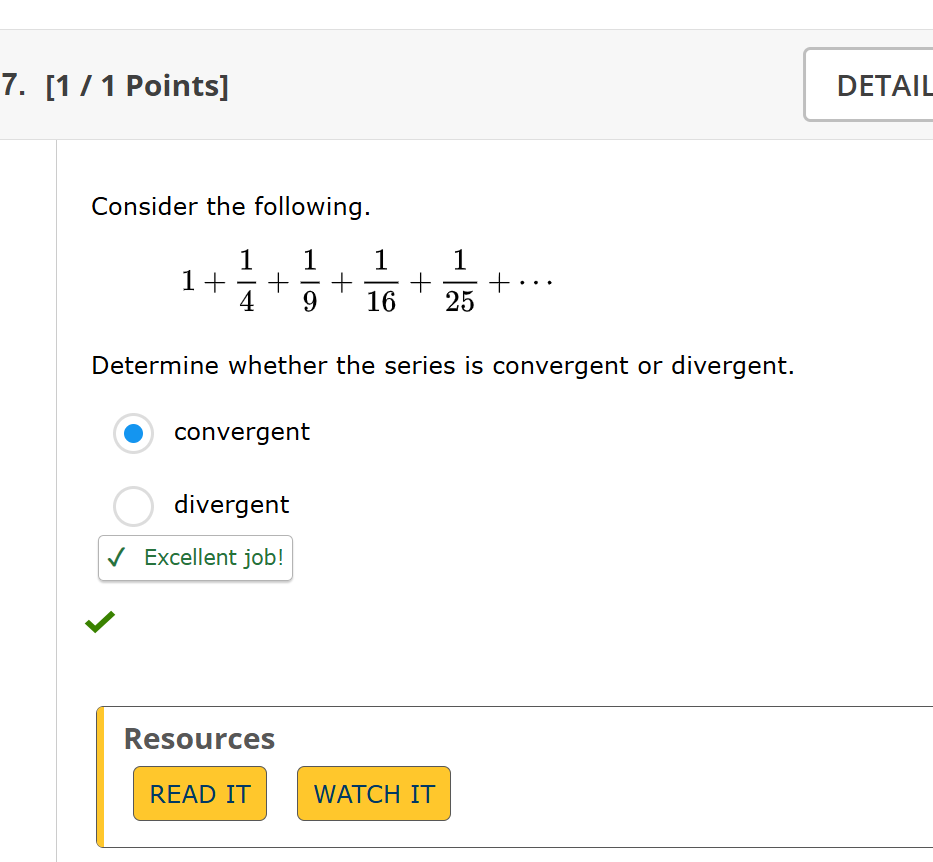 7. [1 / 1 Points]
DETAIL
Consider the following.
1 + 1/4 + 1/9 + 1/16 + 1/25 + ⋯
Determine whether the series is convergent or divergent.
convergent
divergent
✓ Excellent job!
Resources
READ IT
WATCH IT